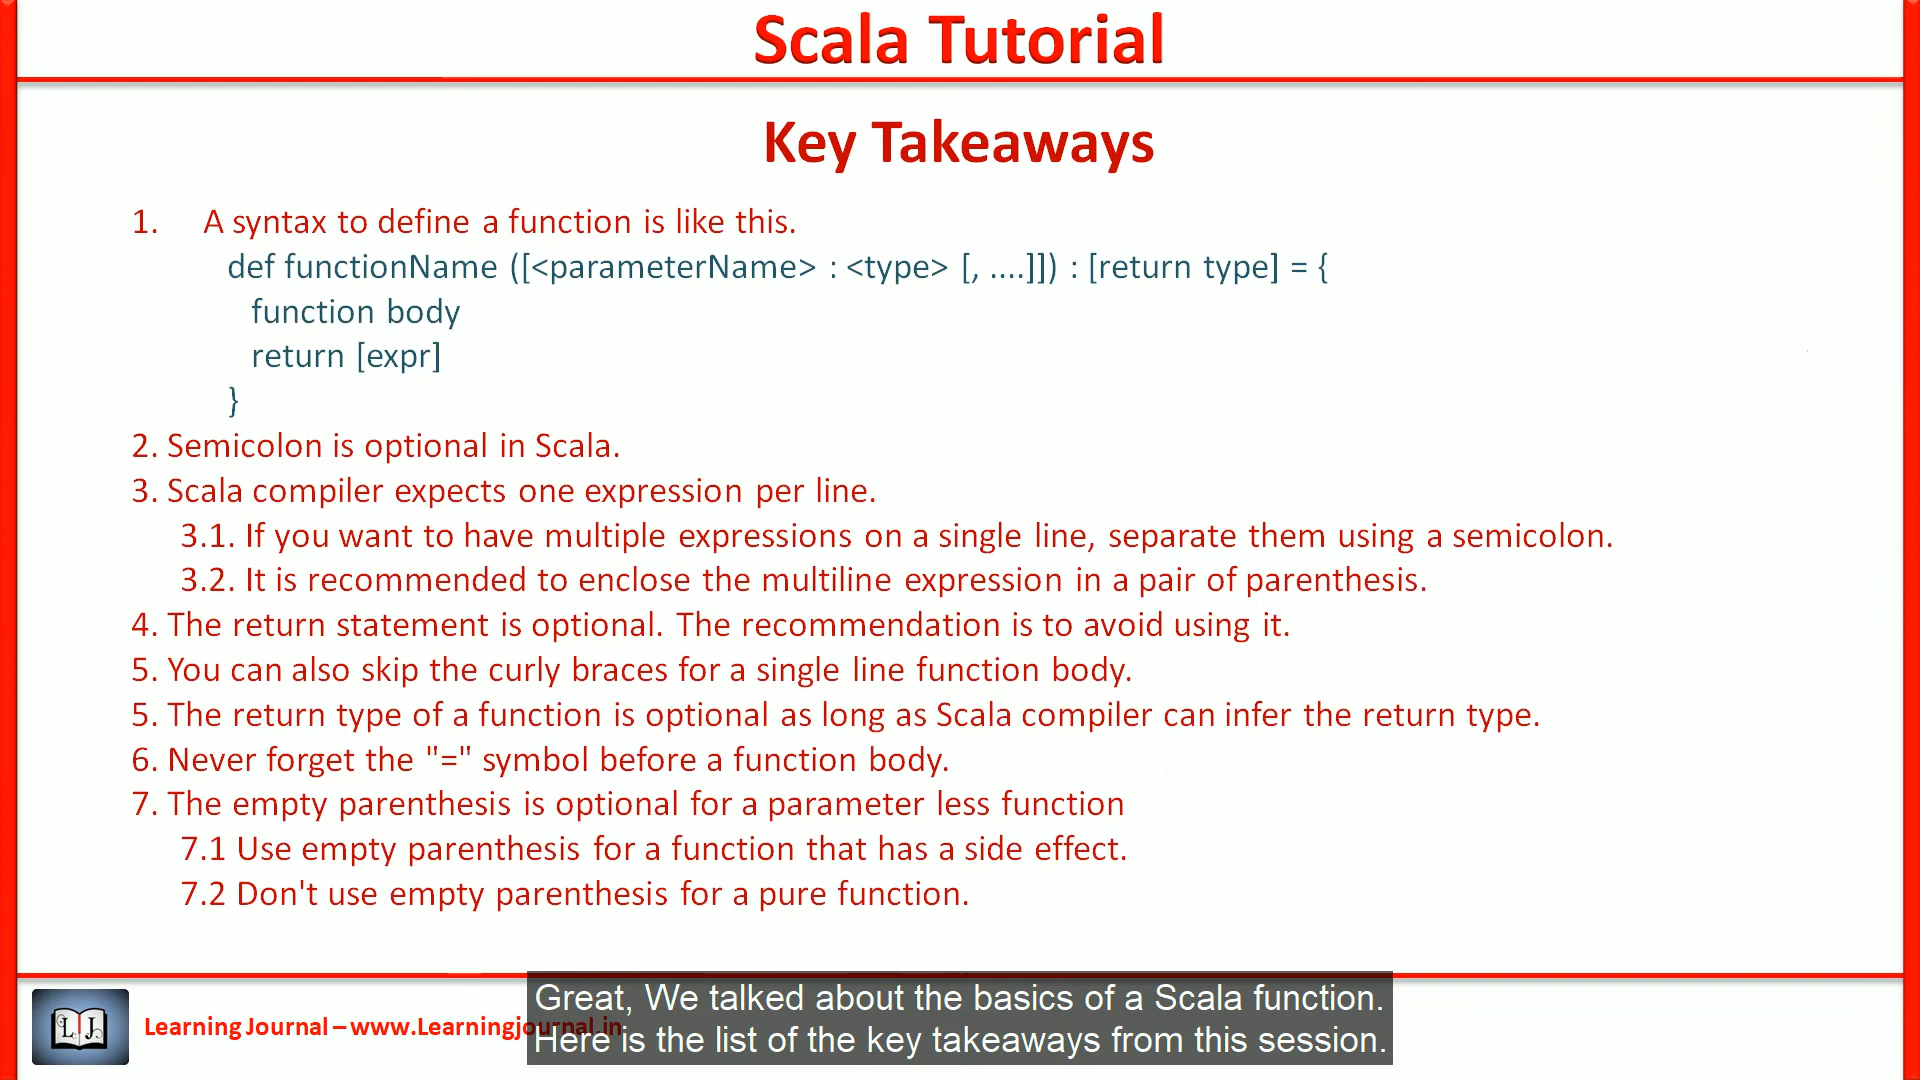 Scala Tutorial
Key Takeaways
1. A syntax to define a function is like this.
def functionName ([<parameterName> : <type> [, ....]]) : [return type] = {
function body
return [expr]
}
2. Semicolon is optional in Scala.
3. Scala compiler expects one expression per line.
3.1. If you want to have multiple expressions on a single line, separate them using a semicolon.
3.2. It is recommended to enclose the multiline expression in a pair of parenthesis.
4. The return statement is optional. The recommendation is to avoid using it.
5. You can also skip the curly braces for a single line function body.
5. The return type of a function is optional as long as Scala compiler can infer the return type.
6. Never forget the "=" symbol before a function body.
7. The empty parenthesis is optional for a parameter less function
7.1 Use empty parenthesis for a function that has a side effect.
7.2 Don't use empty parenthesis for a pure function.
LJ
Learning Journal – www.Learningjournal.in
Great, We talked about the basics of a Scala function.
Here is the list of the key takeaways from this session.